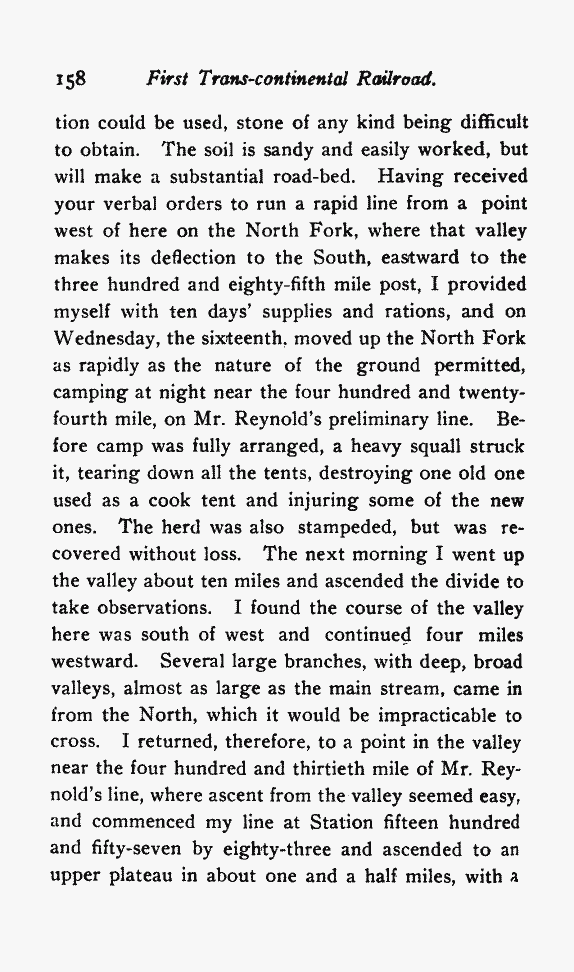 158 First Trans-continental Railroad.
tion could be used, stone of any kind being difficult
to obtain. The soil is sandy and easily worked, but
will make a substantial road-bed. Having received
your verbal orders to run a rapid line from a point
west of here on the North Fork, where that valley
makes its deflection to the South, eastward to the
three hundred and eighty-fifth mile post, I provided
myself with ten days' supplies and rations, and on
Wednesday, the sixteenth, moved up the North Fork
as rapidly as the nature of the ground permitted,
camping at night near the four hundred and twenty-
fourth mile, on Mr. Reynold's preliminary line. Be-
fore camp was fully arranged, a heavy squall struck
it, tearing down all the tents, destroying one old one
used as a cook tent and injuring some of the new
ones. The herd was also stampeded, but was re-
covered without loss. The next morning I went up
the valley about ten miles and ascended the divide to
take observations. I found the course of the valley
here was south of west and continued four miles
westward. Several large branches, with deep, broad
valleys, almost as large as the main stream, came in
from the North, which it would be impracticable to
cross. I returned, therefore, to a point in the valley
near the four hundred and thirtieth mile of Mr. Rey-
nold's line, where ascent from the valley seemed easy,
and commenced my line at Station fifteen hundred
and fifty-seven by eighty-three and ascended to an
upper plateau in about one and a half miles, with a